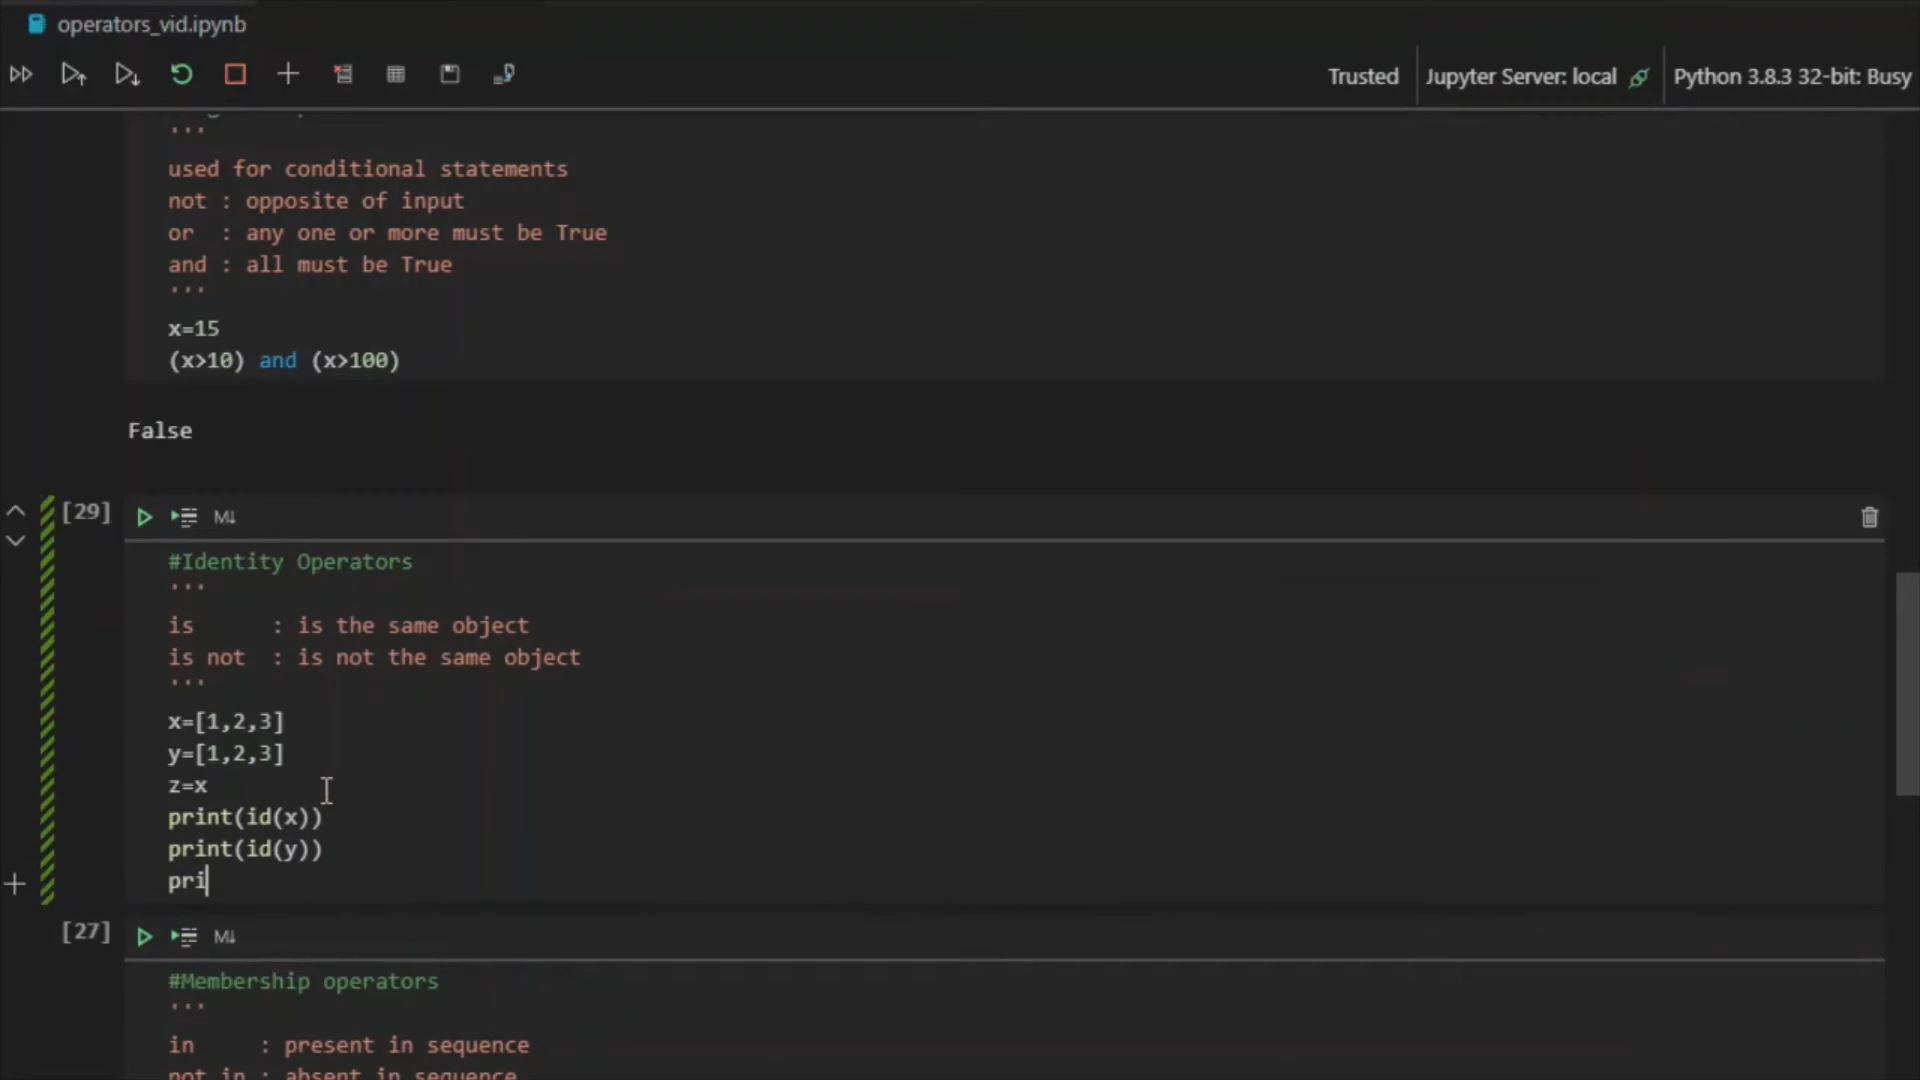 operators_vid.ipynb
Trusted
Jupyter Server: local
Python 3.8.3 32-bit: Busy
'''
used for conditional statements
not : opposite of input
or  : any one or more must be True
and : all must be True
'''
x=15
(x>10) and (x>100)
False
[29]
M↓
#Identity Operators
'''
is      : is the same object
is not  : is not the same object
'''
x=[1,2,3]
y=[1,2,3]
z=x
print(id(x))
print(id(y))
pri
[27]
M↓
#Membership operators
'''
in     : present in sequence
not in : absent in sequence